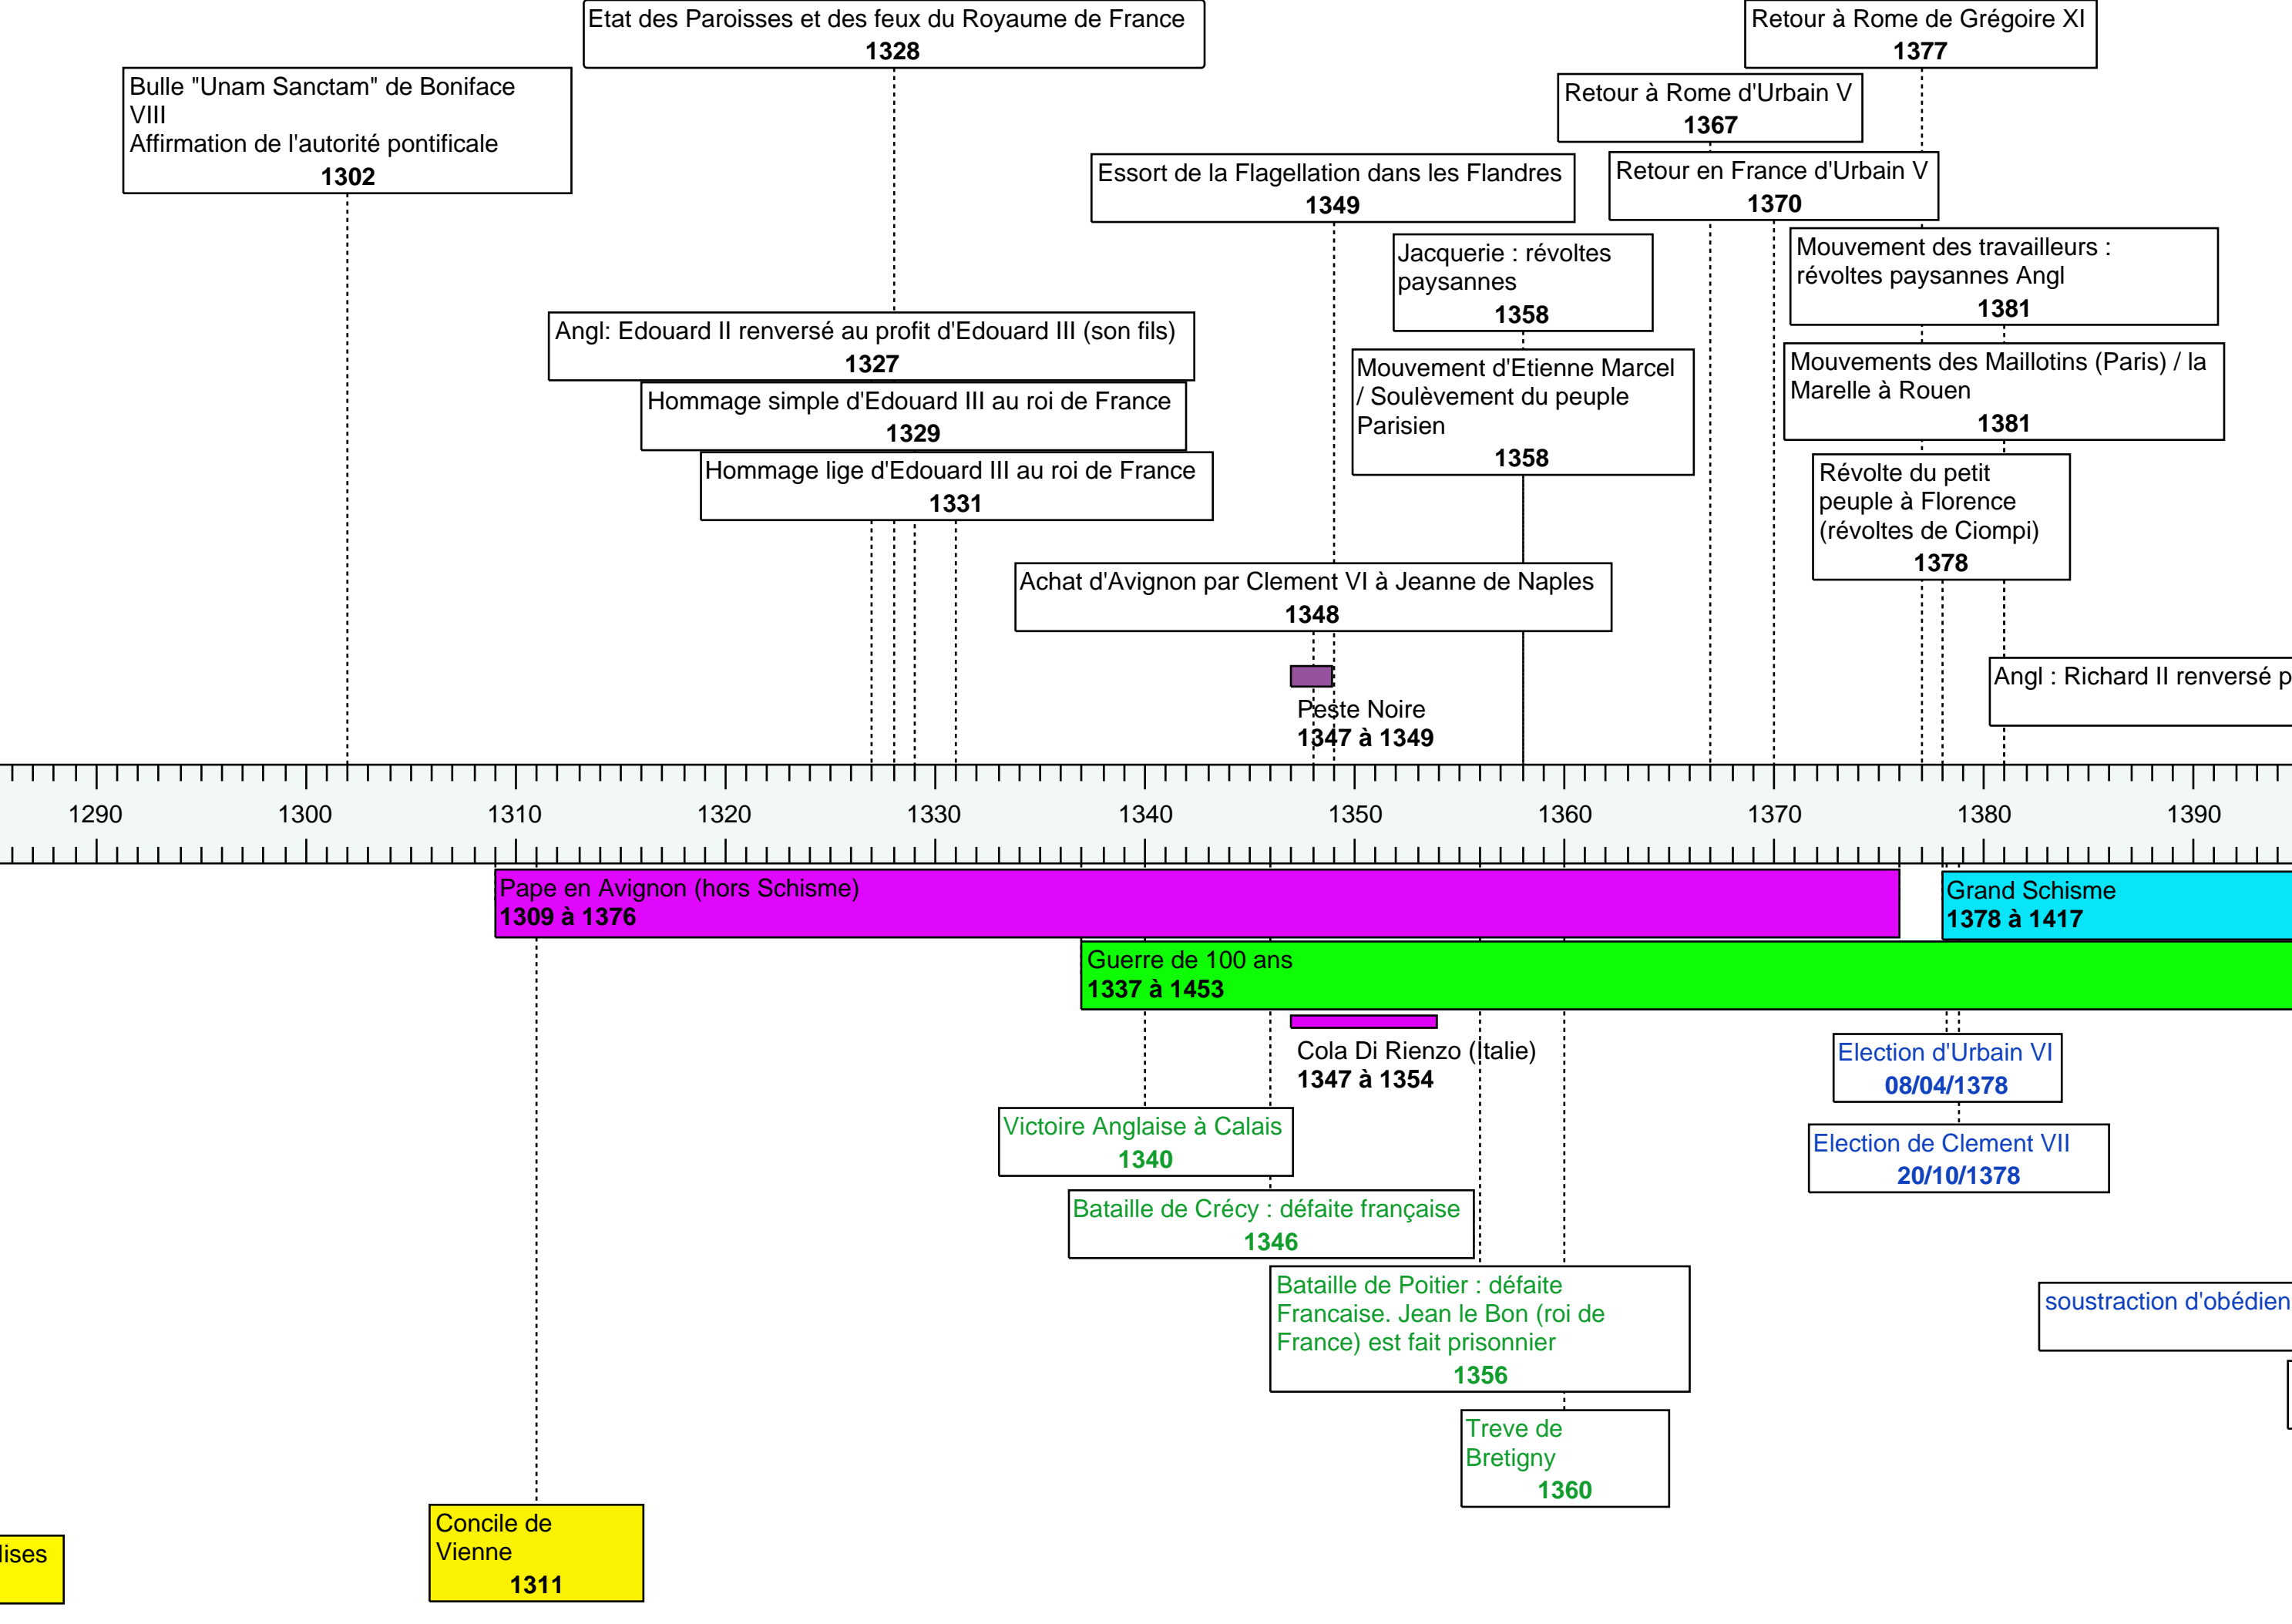 Etat des Paroisses et des feux du Royaume de France
1328
Retour à Rome de Grégoire XI
1377
Bulle "Unam Sanctam" de Boniface
VIII
Affirmation de l'autorité pontificale
1302
Retour à Rome d'Urbain V
1367
Essort de la Flagellation dans les Flandres
1349
Retour en France d'Urbain V
1370
Jacquerie : révoltes
paysannes
1358
Mouvement des travailleurs :
révoltes paysannes Angl
1381
Angl: Edouard II renversé au profit d'Edouard III (son fils)
1327
Mouvement d'Etienne Marcel
/ Soulèvement du peuple
Parisien
1358
Mouvements des Maillotins (Paris) / la
Marelle à Rouen
1381
Hommage simple d'Edouard III au roi de France
1329
Hommage lige d'Edouard III au roi de France
1331
Révolte du petit
peuple à Florence
(révoltes de Ciompi)
1378
Achat d'Avignon par Clement VI à Jeanne de Naples
1348
Angl : Richard II renversé p
Peste Noire
1347 à 1349
1290 1300 1310 1320 1330 1340 1350 1360 1370 1380 1390
Pape en Avignon (hors Schisme)
1309 à 1376
Grand Schisme
1378 à 1417
Guerre de 100 ans
1337 à 1453
Cola Di Rienzo (Italie)
1347 à 1354
Election d'Urbain VI
08/04/1378
Victoire Anglaise à Calais
1340
Election de Clement VII
20/10/1378
Bataille de Crécy : défaite française
1346
Bataille de Poitier : défaite
Francaise. Jean le Bon (roi de
France) est fait prisonnier
1356
soustraction d'obédien
Treve de
Bretigny
1360
Concile de
Vienne
1311
lises